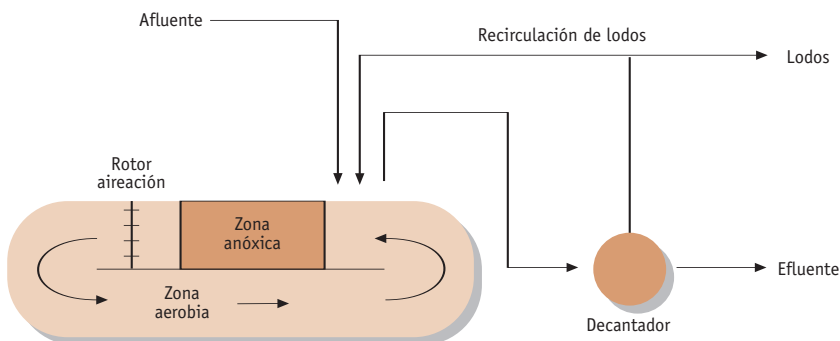 Afluente
Recirculación de lodos
Lodos
Rotor
aireación
Zona
anóxica
Zona
aerobia
Efluente
Decantador